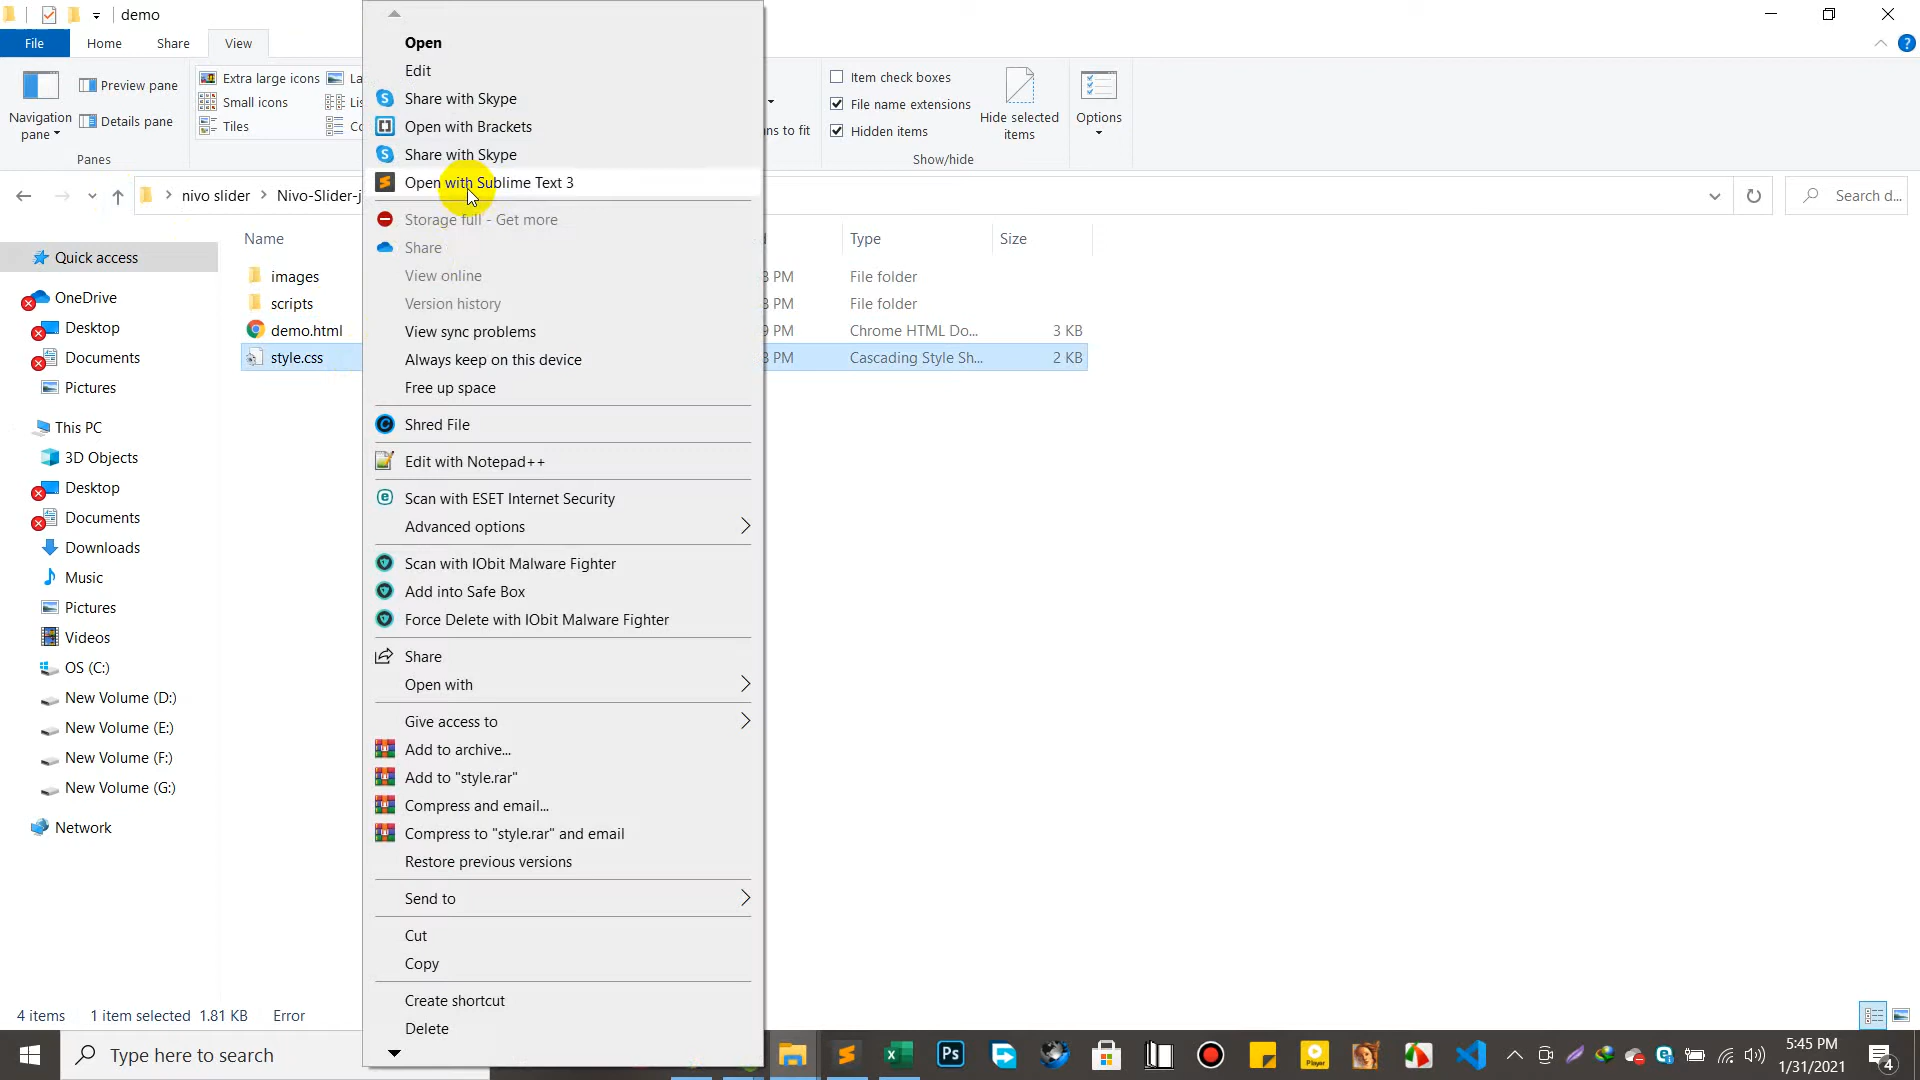 demo
File
Home
Share
View
Navigation
pane
Preview pane
Details pane
Panes
Extra large icons
Small icons
Tiles
Item check boxes
File name extensions
Hidden items
Hide selected
items
Options
Show/hide
nivo slider
Search d...
Name
Type
Size
Quick access
OneDrive
Desktop
Documents
Pictures
This PC
3D Objects
Desktop
Documents
Downloads
Music
Pictures
Videos
OS (C:)
New Volume (D:)
New Volume (E:)
New Volume (F:)
New Volume (G:)
Network
images
File folder
scripts
File folder
demo.html
Chrome HTML Do...
3 KB
style.css
Cascading Style Sh...
2 KB
Open
Edit
Share with Skype
Open with Brackets
Share with Skype
Open with Sublime Text 3
Storage full - Get more
Share
View online
Version history
View sync problems
Always keep on this device
Free up space
Shred File
Edit with Notepad++
Scan with ESET Internet Security
Advanced options
Scan with IObit Malware Fighter
Add into Safe Box
Force Delete with IObit Malware Fighter
Share
Open with
Give access to
Add to archive...
Add to "style.rar"
Compress and email...
Compress to "style.rar" and email
Restore previous versions
Send to
Cut
Copy
Create shortcut
Delete
4 items
1 item selected 1.81 KB
Error
Type here to search
5:45 PM
1/31/2021
4